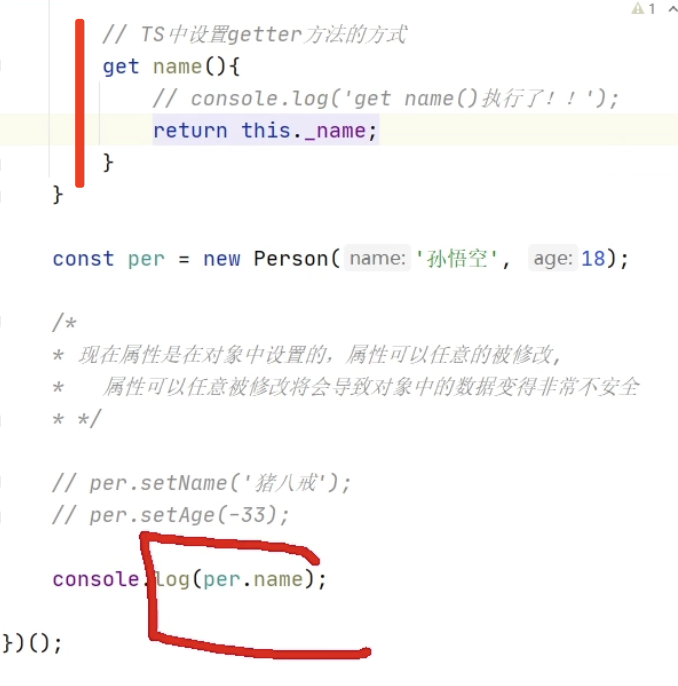 1
// TS中设置getter方法的方式
get name(){
// console.log('get name()执行了!!');
return this._name;
}
}
const per = new Person( name: '孙悟空', age: 18);
/*
* 现在属性是在对象中设置的，属性可以任意的被修改,
* 属性可以任意被修改将会导致对象中的数据变得非常不安全
* */
// per.setName('猪八戒');
// per.setAge(-33);
console.log(per.name);
})();